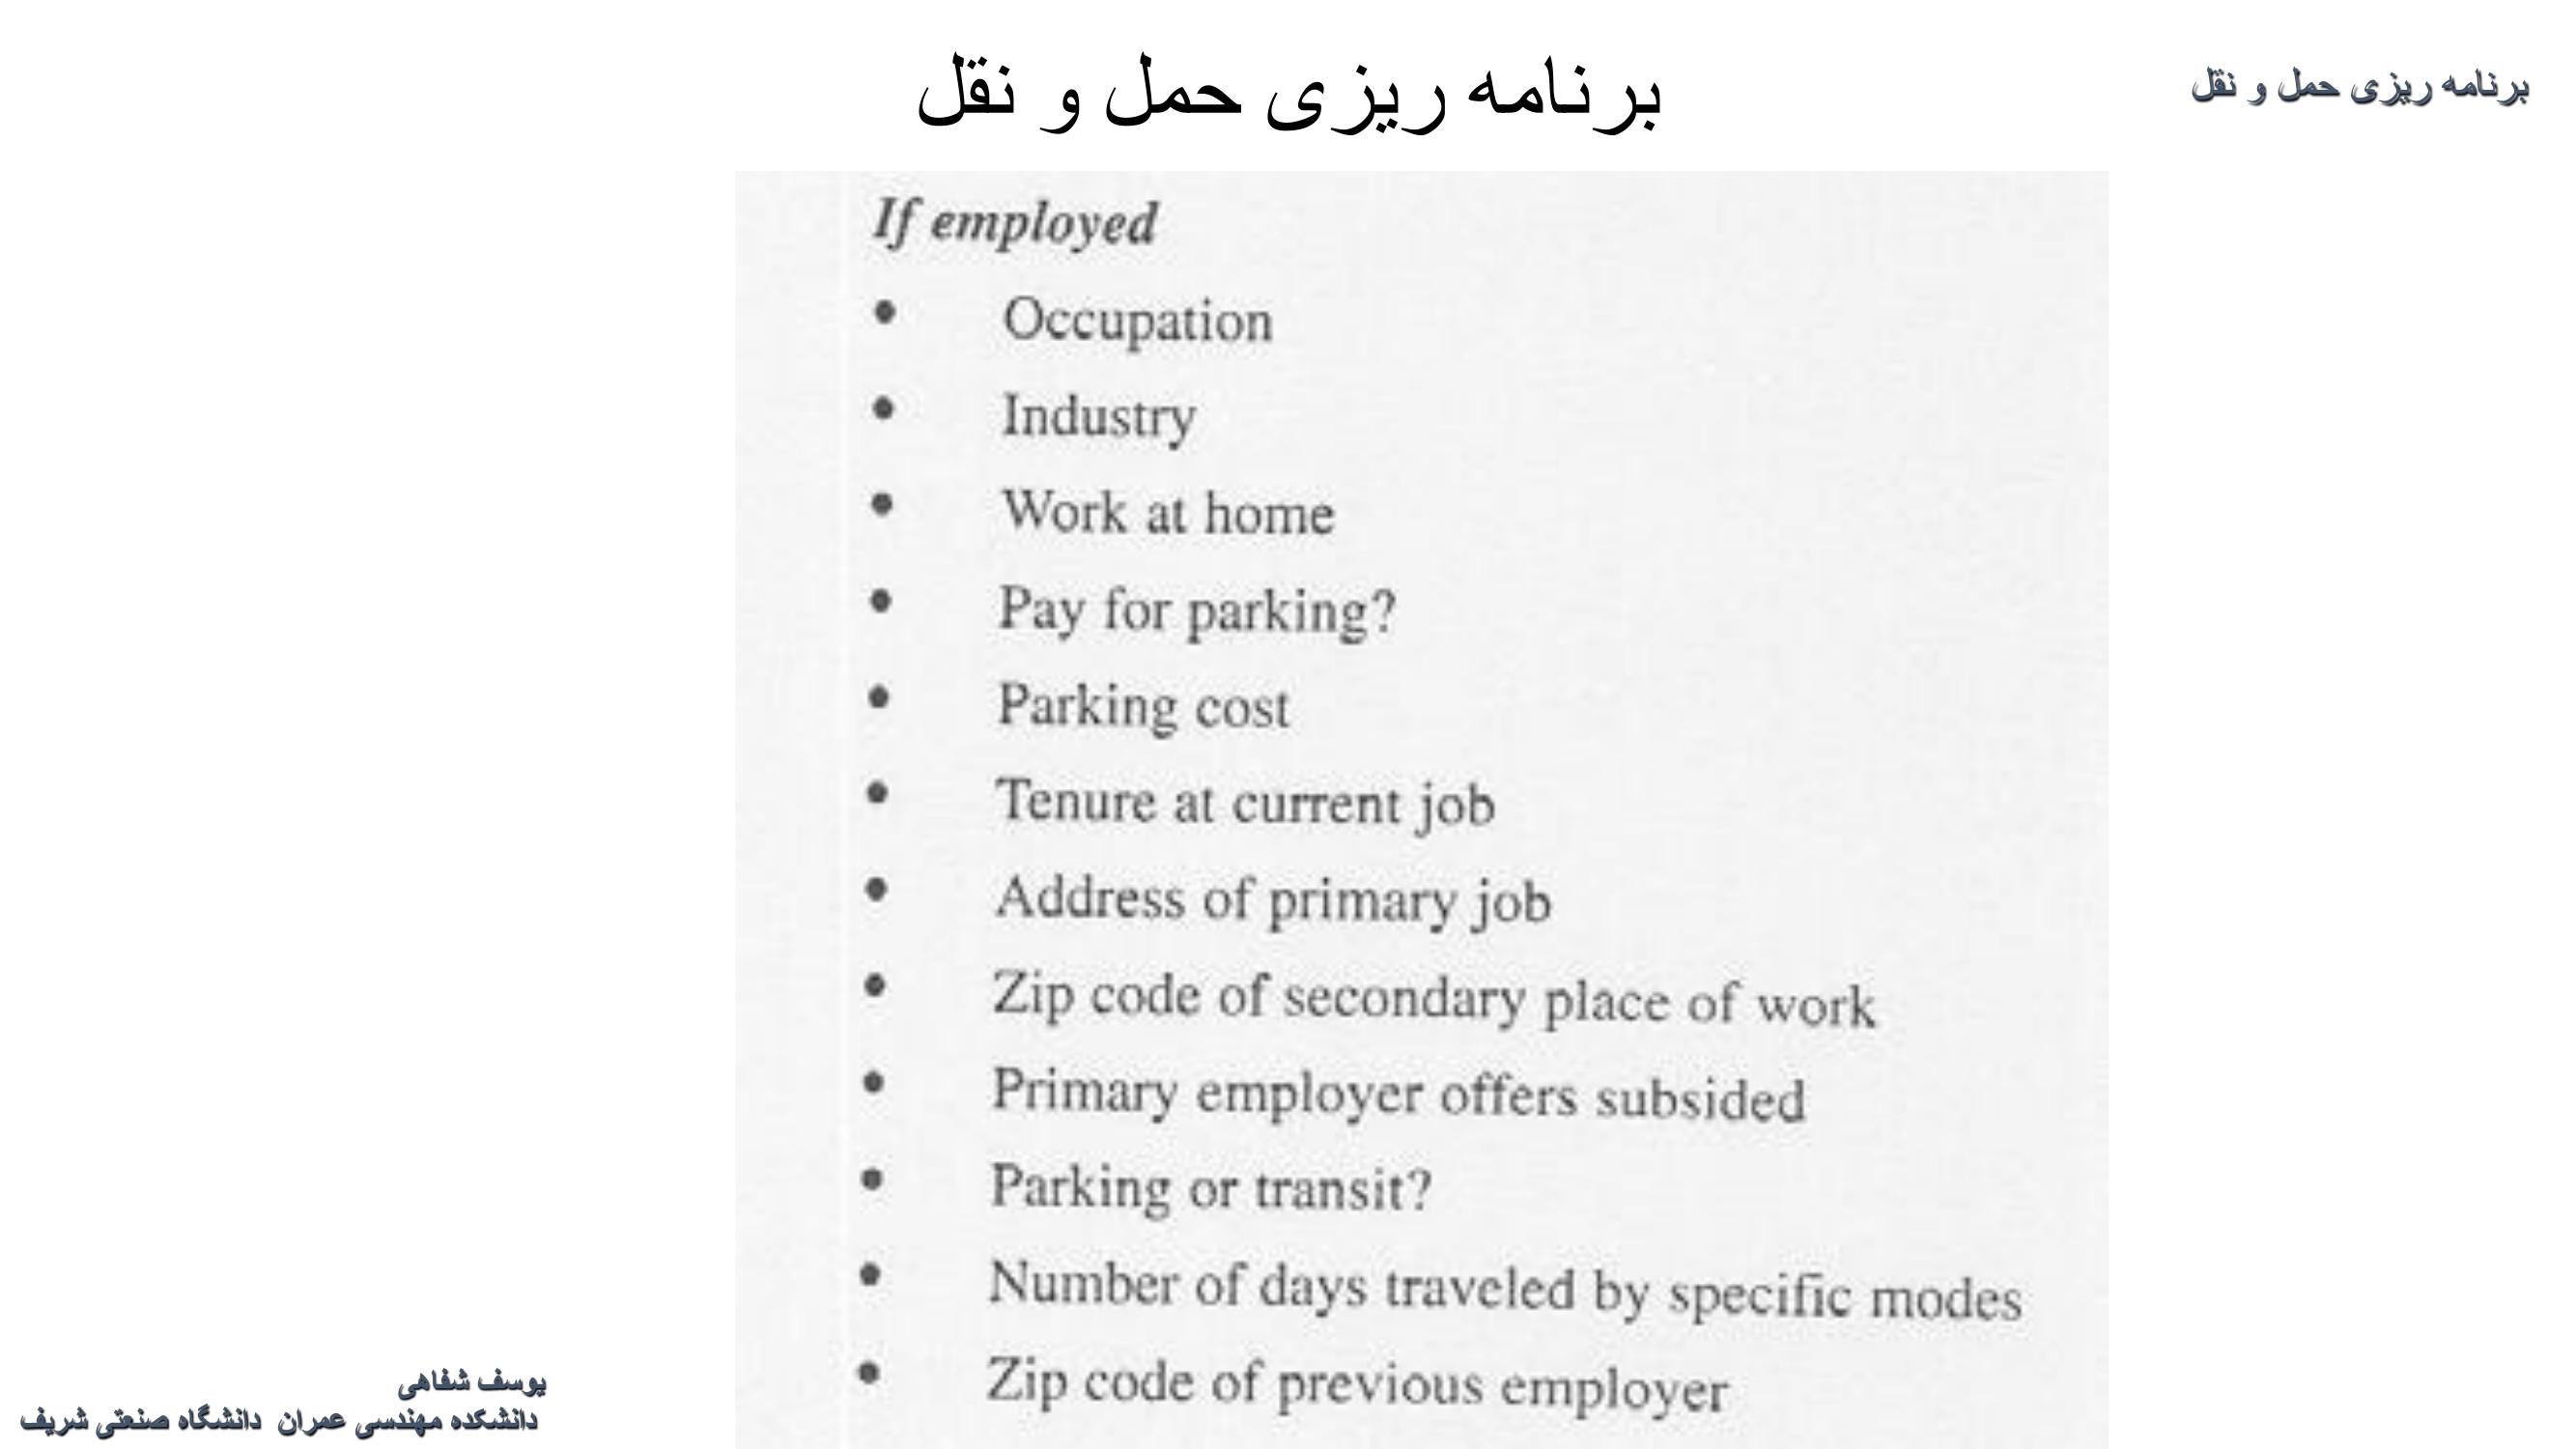 برنامه ریزی حمل و نقل
برنامه ریزی حمل و نقل
If employed
• Occupation
• Industry
• Work at home
• Pay for parking?
• Parking cost
• Tenure at current job
• Address of primary job
• Zip code of secondary place of work
• Primary employer offers subsided
• Parking or transit?
• Number of days traveled by specific modes
• Zip code of previous employer
یوسف شفاهی
دانشکده مهندسی عمران دانشگاه صنعتی شریف